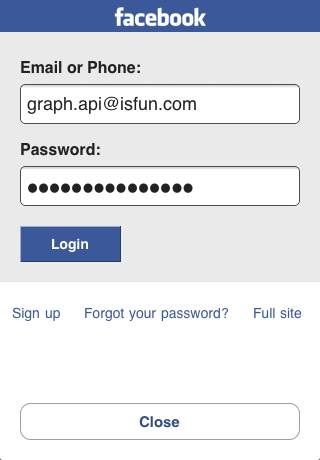 facebook
Email or Phone:
graph.api@isfun.com
Password:
●●●●●●●●●●●●●●●
Login
Sign up Forgot your password? Full site
Close